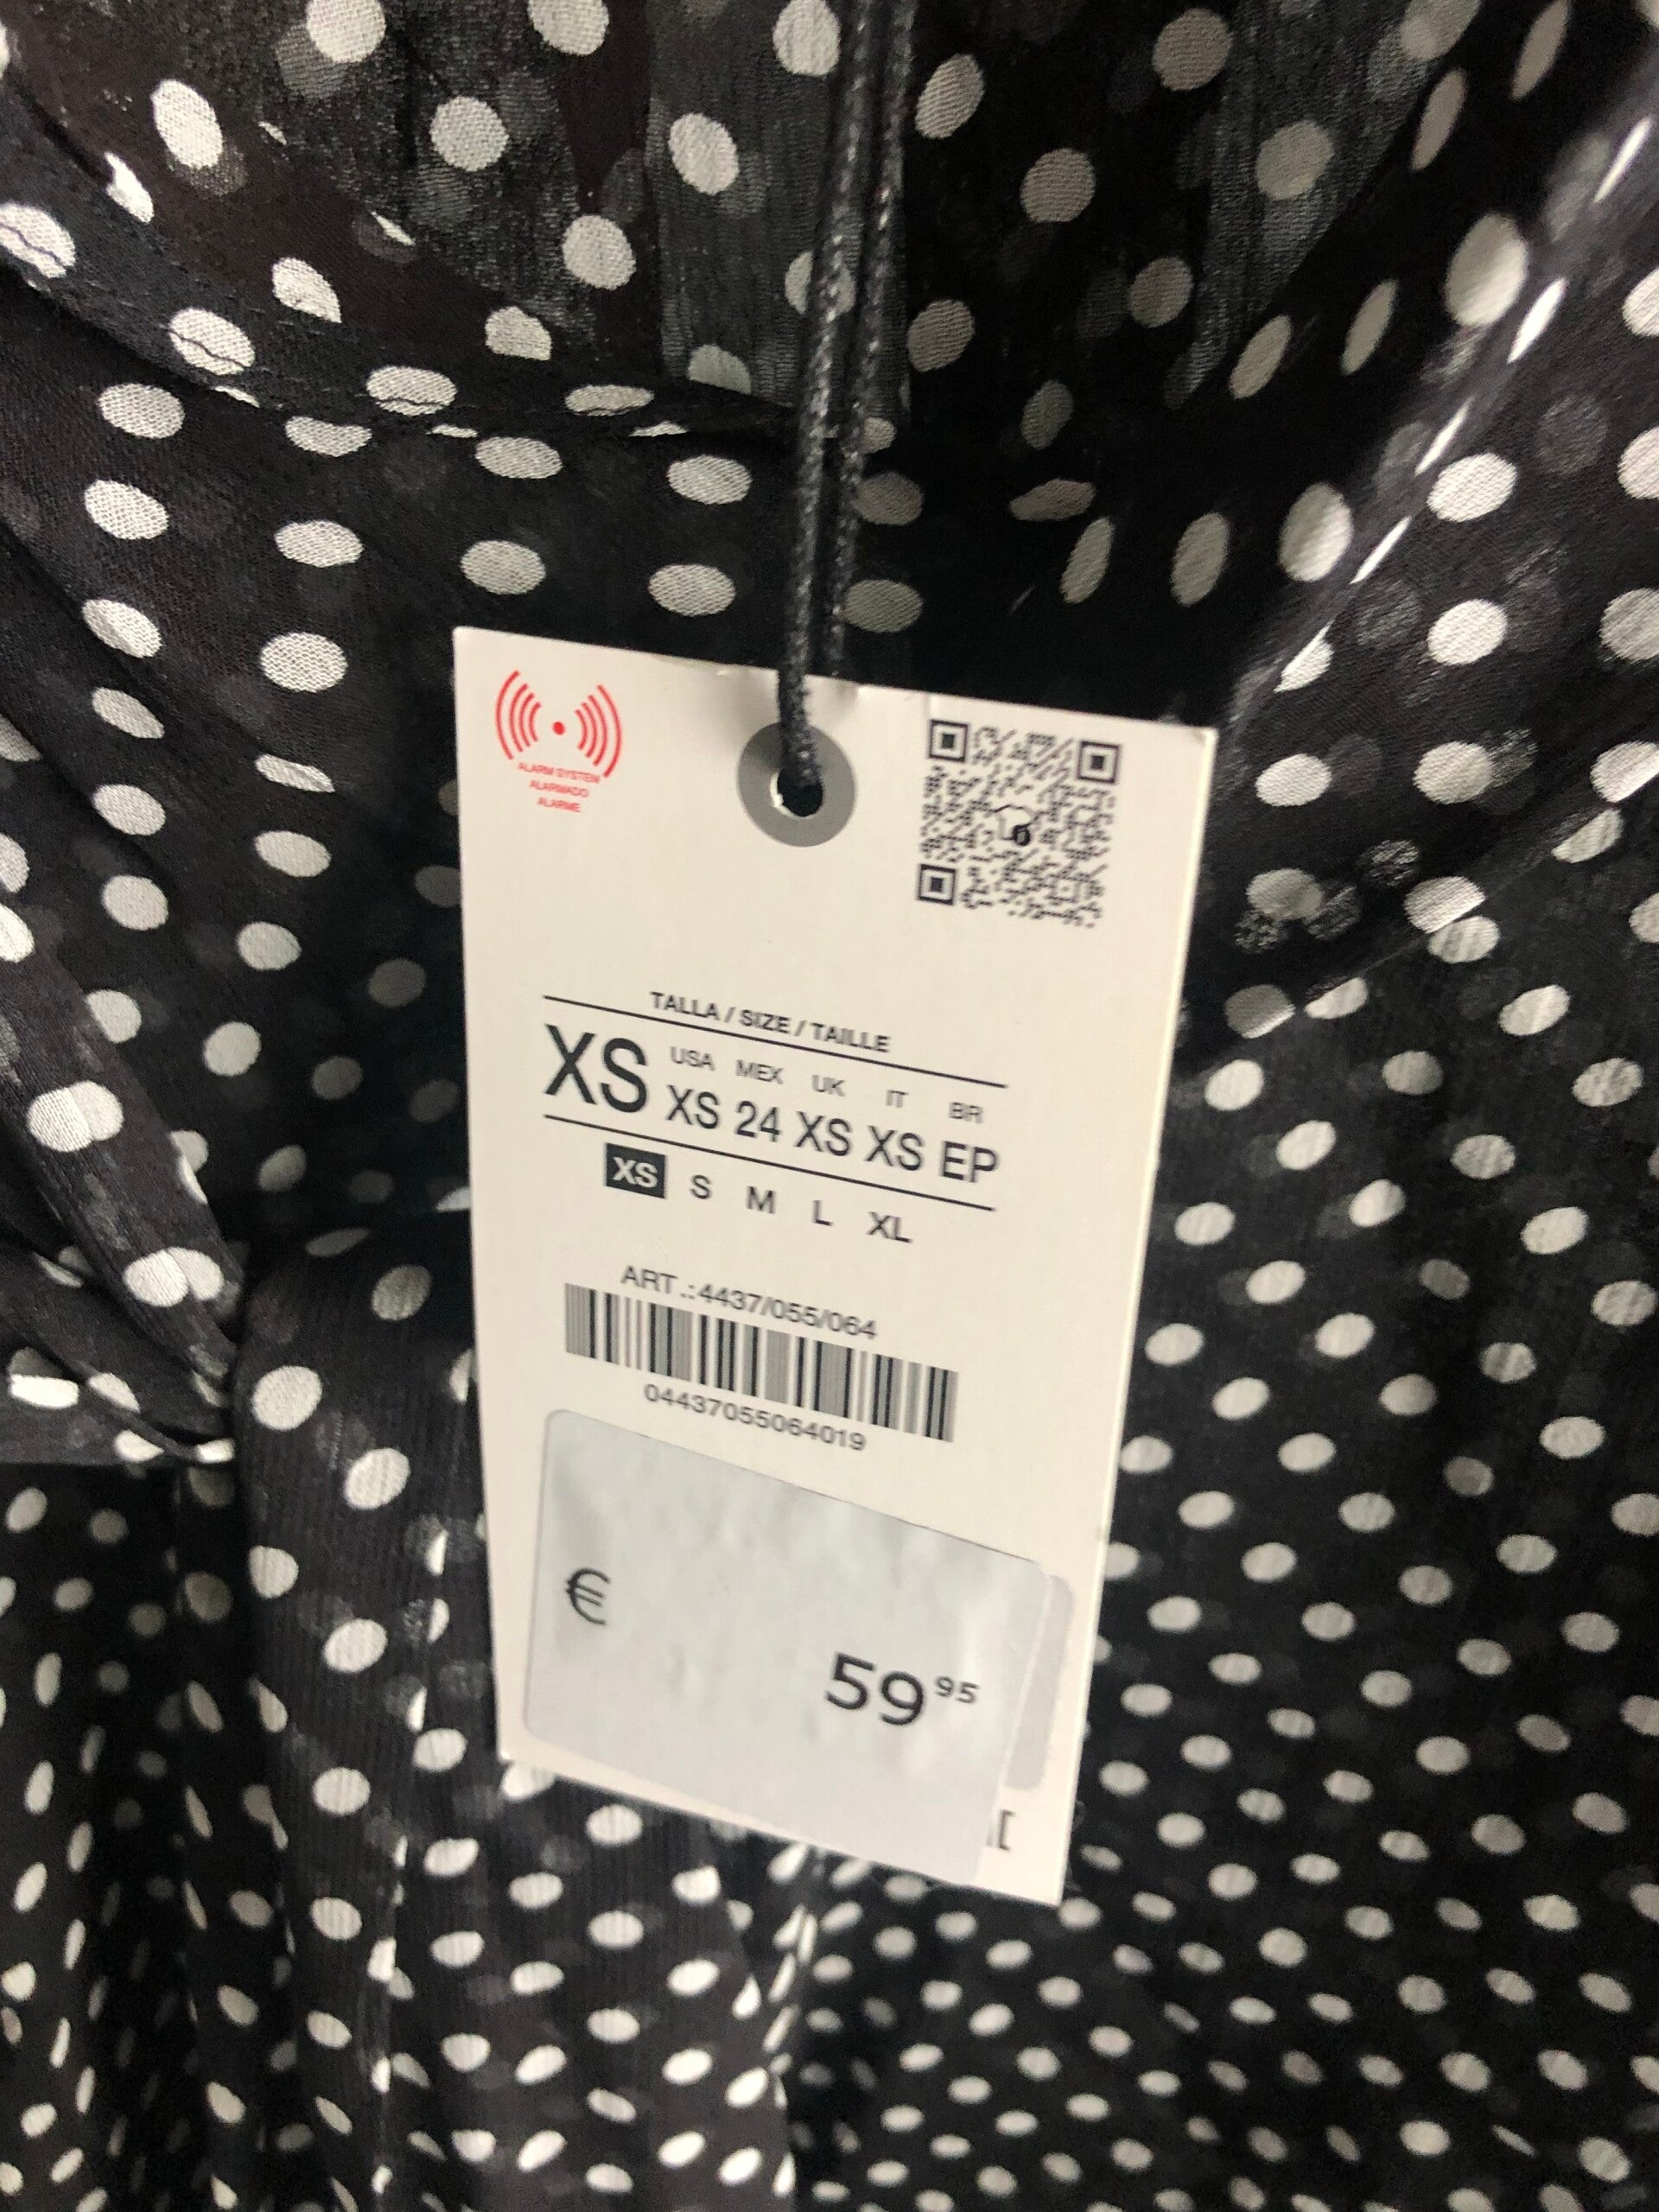 ALARM SYSTEM
ALARMADO
ALARME
TALLA / SIZE / TAILLE
XS
USA MEX UK IT BR
XS 24 XS XS EP
XS S M L XL
ART.:4437/055/064
04437055064019
€
59 95